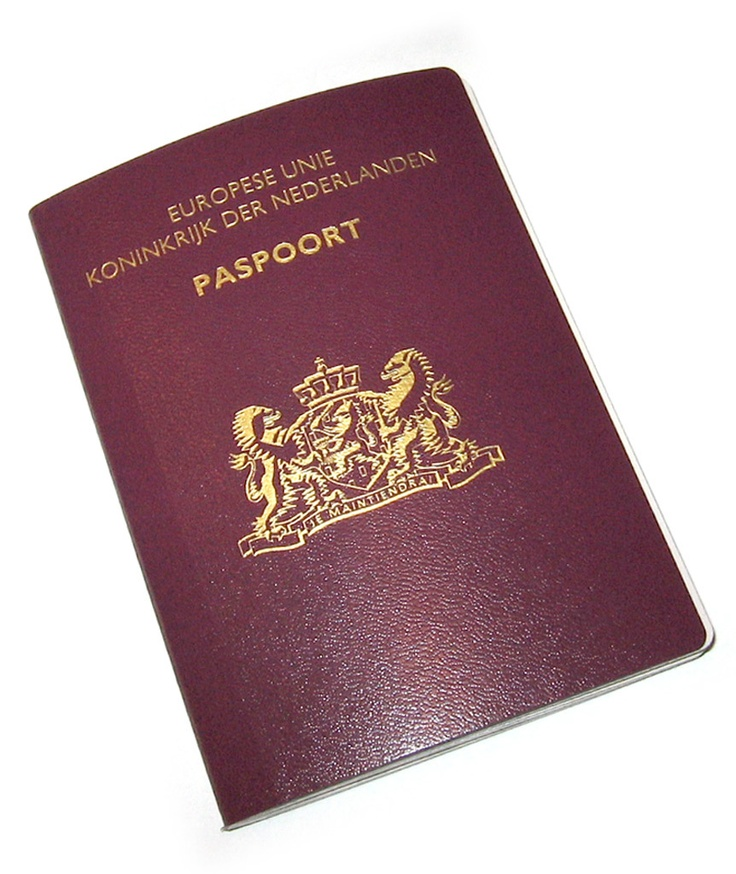 EUROPESE UNIE
KONINKRIJK DER NEDERLANDEN
PASPOORT
JE MAINTIENDRAI